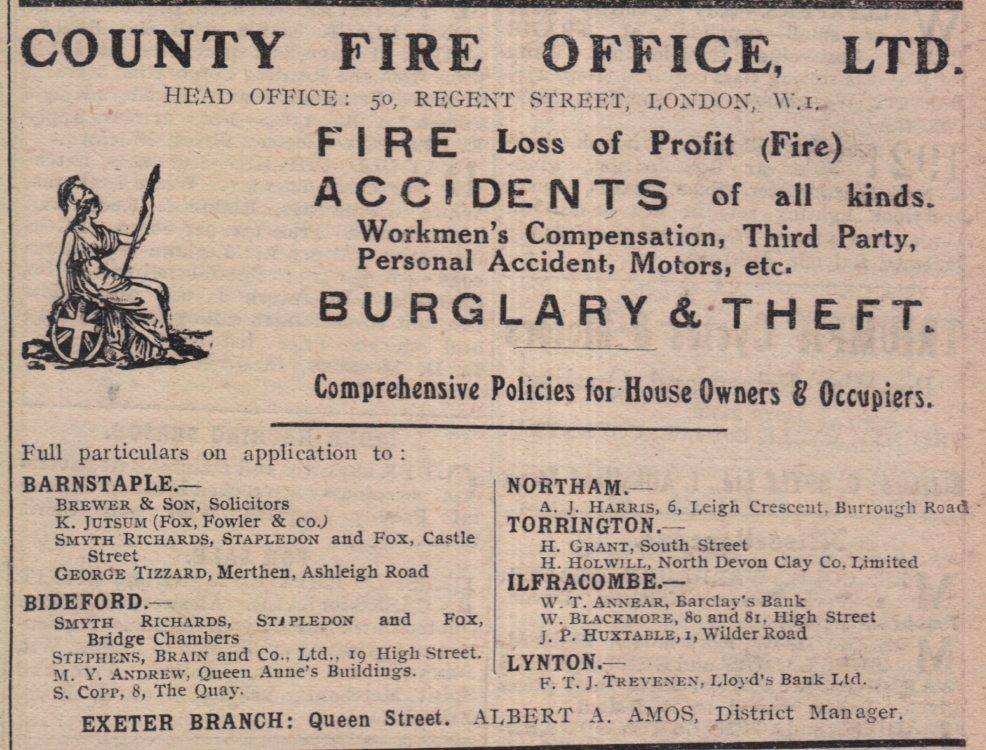 COUNTY FIRE OFFICE, LTD.
HEAD OFFICE: 50, REGENT STREET, LONDON, W.1.
FIRE Loss of Profit (Fire)
ACCIDENTS of all kinds.
Workmen's Compensation, Third Party,
Personal Accident, Motors, etc.
BURGLARY & THEFT.
Comprehensive Policies for House Owners & Occupiers.
Full particulars on application to:
BARNSTAPLE.—
BREWER & SON, Solicitors
K. JUTSUM (Fox, Fowler & co.)
SMYTH RICHARDS, STAPLEDON and Fox, Castle
Street
GEORGE TIZZARD, Merthen, Ashleigh Road
BIDEFORD.—
SMYTH RICHARDS, STAPLEDON and Fox,
Bridge Chambers
STEPHENS, BRAIN and Co., Ltd., 19 High Street.
M. Y. ANDREW, Queen Anne's Buildings.
S. COPP, 8, The Quay.
NORTHAM.—
A. J. HARRIS, 6, Leigh Crescent, Burrough Road
TORRINGTON.—
H. GRANT, South Street
H. HOLWILL, North Devon Clay Co, Limited
ILFRACOMBE.—
W. T. ANNEAR, Barclay's Bank
W. BLACKMORE, 80 and 81, High Street
J. P. HUXTABLE, 1, Wilder Road
LYNTON.—
F. T. J. TREVENEN, Lloyd's Bank Ltd.
EXETER BRANCH: Queen Street. ALBERT A. AMOS, District Manager.